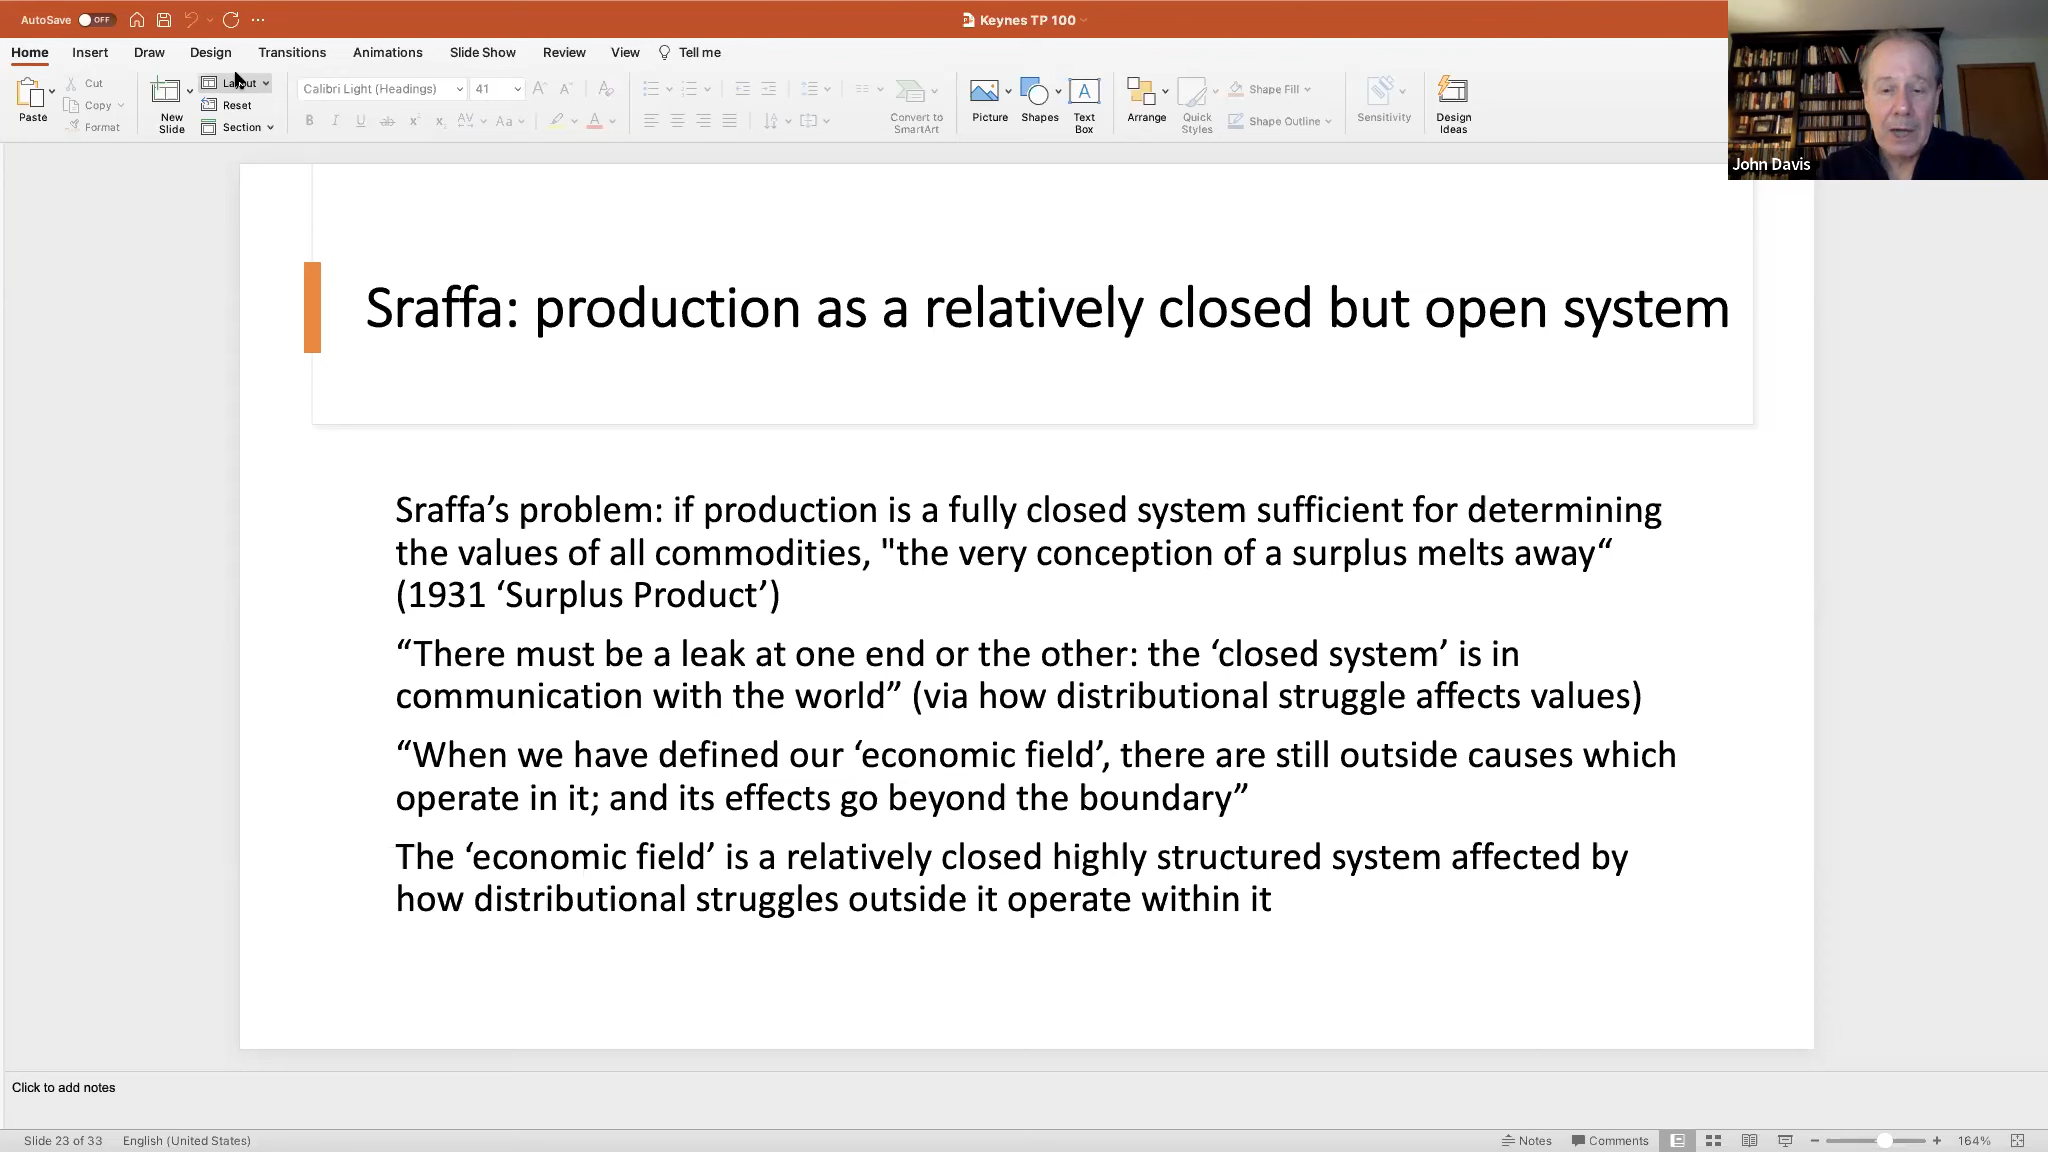 AutoSave OFF
Keynes TP 100
Home Insert Draw Design Transitions Animations Slide Show Review View Tell me
Paste
Cut
Copy
Format
New Slide
Layout
Reset
Section
Calibri Light (Headings) 41
Convert to SmartArt
Picture
Shapes
Text Box
Arrange
Quick Styles
Shape Fill
Shape Outline
Sensitivity
Design Ideas
John Davis
Sraffa: production as a relatively closed but open system
Sraffa’s problem: if production is a fully closed system sufficient for determining
the values of all commodities, "the very conception of a surplus melts away“
(1931 ‘Surplus Product’)
“There must be a leak at one end or the other: the ‘closed system’ is in
communication with the world” (via how distributional struggle affects values)
“When we have defined our ‘economic field’, there are still outside causes which
operate in it; and its effects go beyond the boundary”
The ‘economic field’ is a relatively closed highly structured system affected by
how distributional struggles outside it operate within it
Click to add notes
Slide 23 of 33 English (United States) Notes Comments 164%